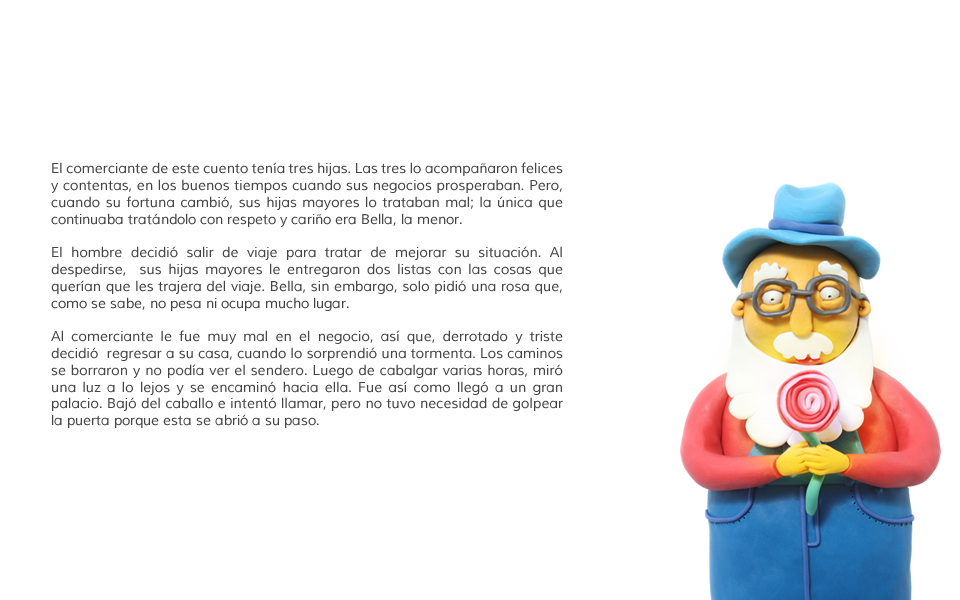 El comerciante de este cuento tenía tres hijas. Las tres lo acompañaron felices
y contentas, en los buenos tiempos cuando sus negocios prosperaban. Pero,
cuando su fortuna cambió, sus hijas mayores lo trataban mal; la única que
continuaba tratándolo con respeto y cariño era Bella, la menor.
El hombre decidió salir de viaje para tratar de mejorar su situación. Al
despedirse,  sus hijas mayores le entregaron dos listas con las cosas que
querían que les trajera del viaje. Bella, sin embargo, solo pidió una rosa que,
como se sabe, no pesa ni ocupa mucho lugar.
Al comerciante le fue muy mal en el negocio, así que, derrotado y triste
decidió  regresar a su casa, cuando lo sorprendió una tormenta. Los caminos
se borraron y no podía ver el sendero. Luego de cabalgar varias horas, miró
una luz a lo lejos y se encaminó hacia ella. Fue así como llegó a un gran
palacio. Bajó del caballo e intentó llamar, pero no tuvo necesidad de golpear
la puerta porque esta se abrió a su paso.